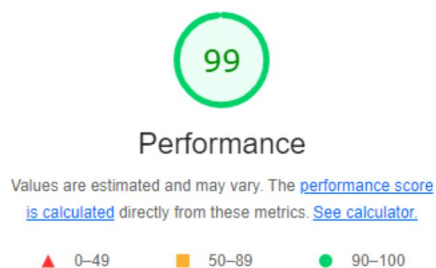 99
Performance
Values are estimated and may vary. The performance score
is calculated directly from these metrics. See calculator.
0–49 50–89 90–100